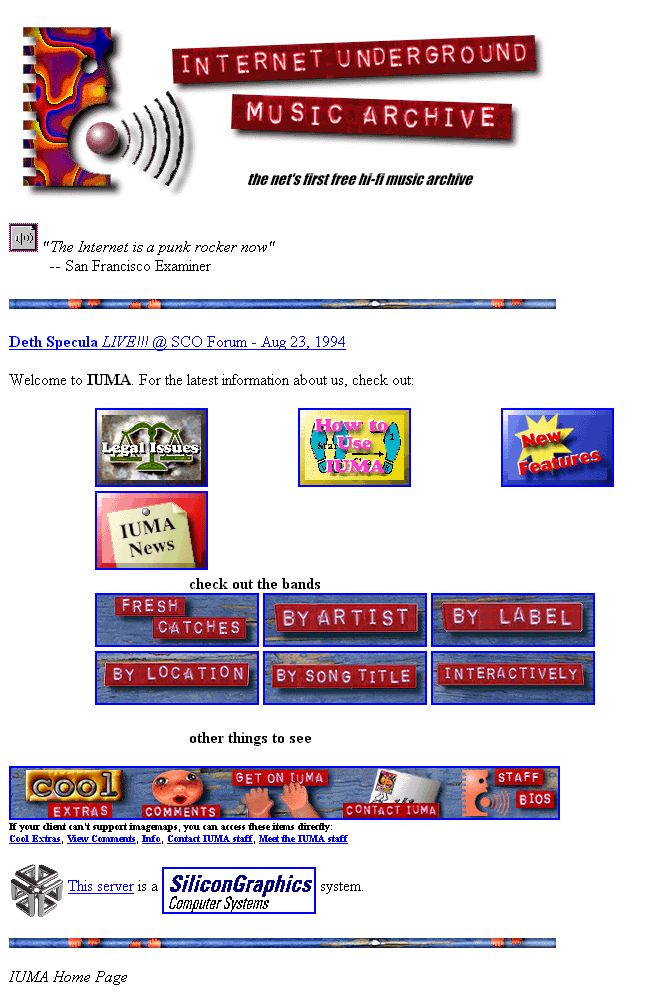 INTERNET UNDERGROUND
MUSIC ARCHIVE
the net's first free hi-fi music archive
"The Internet is a punk rocker now"
-- San Francisco Examiner
Deth Specula LIVE!!! @ SCO Forum - Aug 23, 1994
Welcome to IUMA. For the latest information about us, check out:
Legal Issues
How to
Use
IUMA
Start
1
New
Features
IUMA
News
check out the bands
FRESH
CATCHES
BY ARTIST
BY LABEL
BY LOCATION
BY SONG TITLE
INTERACTIVELY
other things to see
cool
EXTRAS
COMMENTS
GET ON IUMA
CONTACT IUMA
STAFF
BIOS
If your client can't support imagemaps, you can access these items directly:
Cool Extras, View Comments, Info, Contact IUMA staff, Meet the IUMA staff
This server is a SiliconGraphics Computer Systems system.
IUMA Home Page